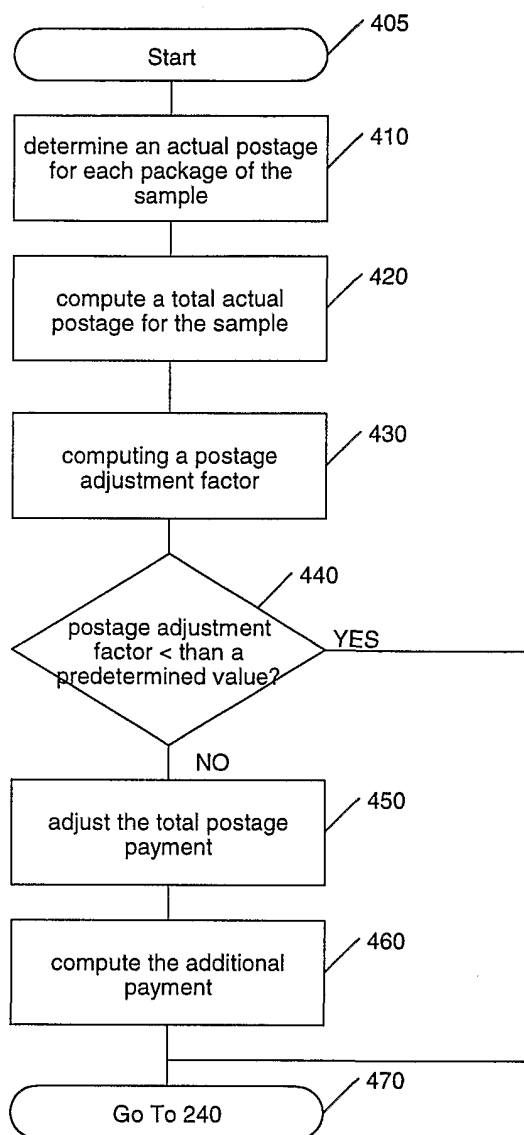 405
Start
410
determine an actual postage
for each package of the
sample
420
compute a total actual
postage for the sample
430
computing a postage
adjustment factor
440
postage adjustment
factor < than a
predetermined value?
YES
NO
450
adjust the total postage
payment
460
compute the additional
payment
470
Go To 240